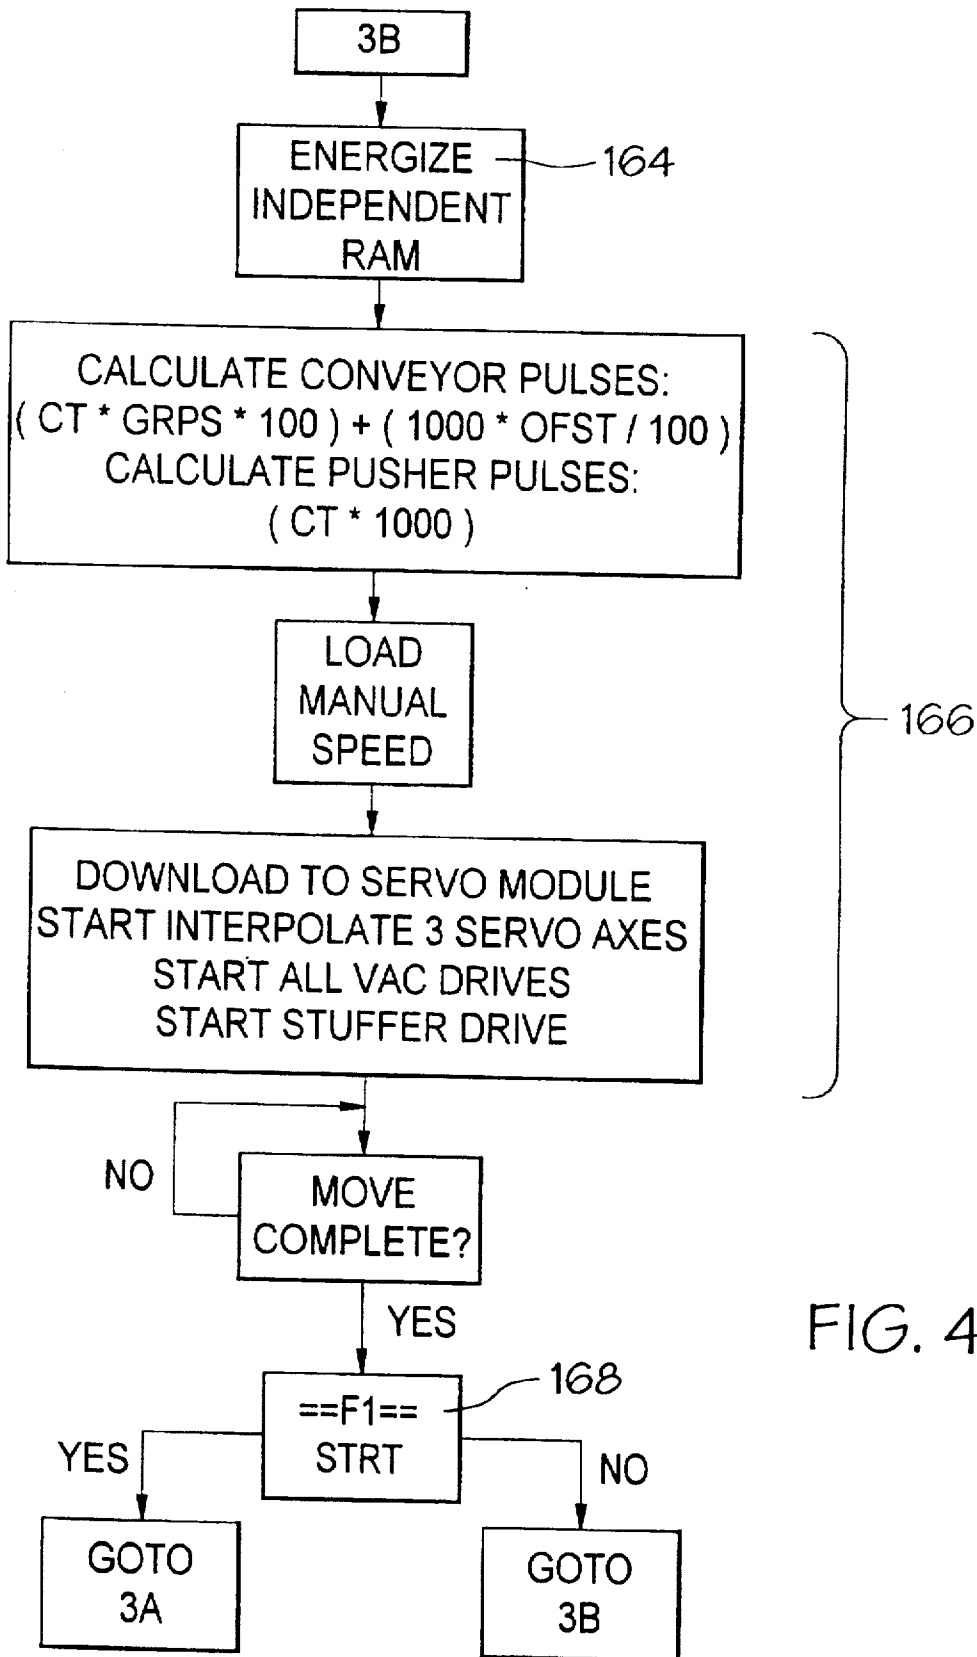 3B
ENERGIZE
INDEPENDENT
RAM
164
CALCULATE CONVEYOR PULSES:
( CT * GRPS * 100 ) + ( 1000 * OFST / 100 )
CALCULATE PUSHER PULSES:
( CT * 1000 )
LOAD
MANUAL
SPEED
166
DOWNLOAD TO SERVO MODULE
START INTERPOLATE 3 SERVO AXES
START ALL VAC DRIVES
START STUFFER DRIVE
NO
MOVE
COMPLETE?
YES
FIG. 4
==F1==
STRT
168
YES
NO
GOTO
3A
GOTO
3B